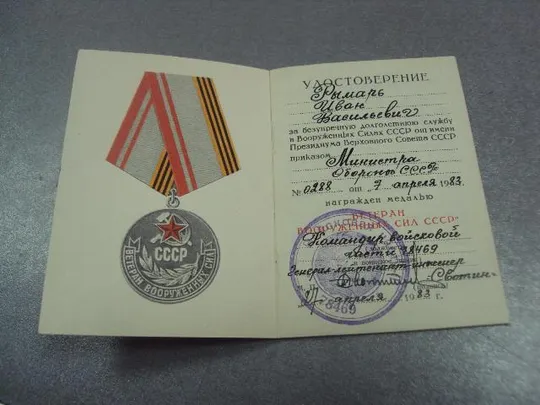 СССР
ВЕТЕРАН ВООРУЖЕННЫХ СИЛ
УДОСТОВЕРЕНИЕ
Рымарь
Иван
Васильевич
за безупречную долголетнюю службу
в Вооруженных Силах СССР от имени
Президиума Верховного Совета СССР
приказом Министра
Обороны СССР
№ 0288 от 7 апреля 1983 г.
награжден медалью
ВЕТЕРАН
ВООРУЖЕННЫХ СИЛ СССР"
Командир войсковой
части 38469
Генерал-лейтенант-инженер
апреля 1983 г.